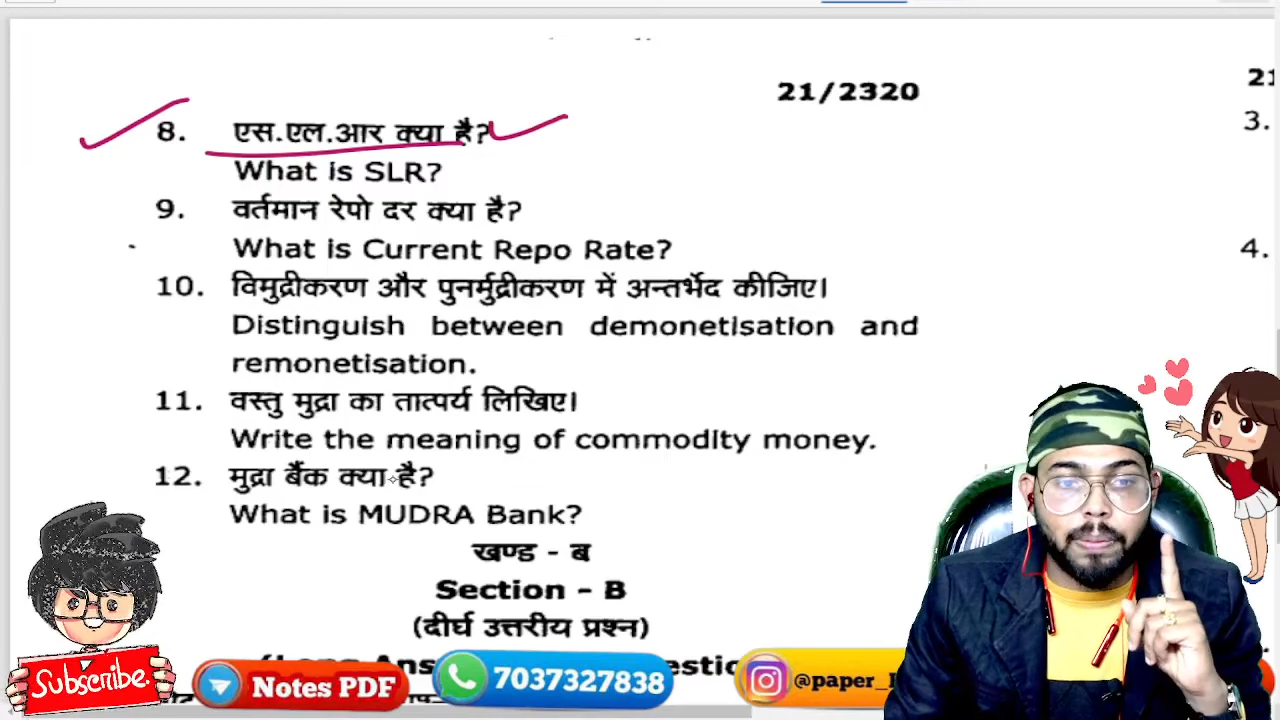 21/2320
21
8. एस.एल.आर क्या है?
What is SLR?
3.
9. वर्तमान रेपो दर क्या है?
What is Current Repo Rate?
4.
10. विमुद्रीकरण और पुनर्मुद्रीकरण में अन्तर्भेद कीजिए।
Distinguish between demonetisation and
remonetisation.
11. वस्तु मुद्रा का तात्पर्य लिखिए।
Write the meaning of commodity money.
12. मुद्रा बैंक क्या है?
What is MUDRA Bank?
खण्ड - ब
Section - B
(दीर्घ उत्तरीय प्रश्न)
Subscribe.
Notes PDF
7037327838
@paper_